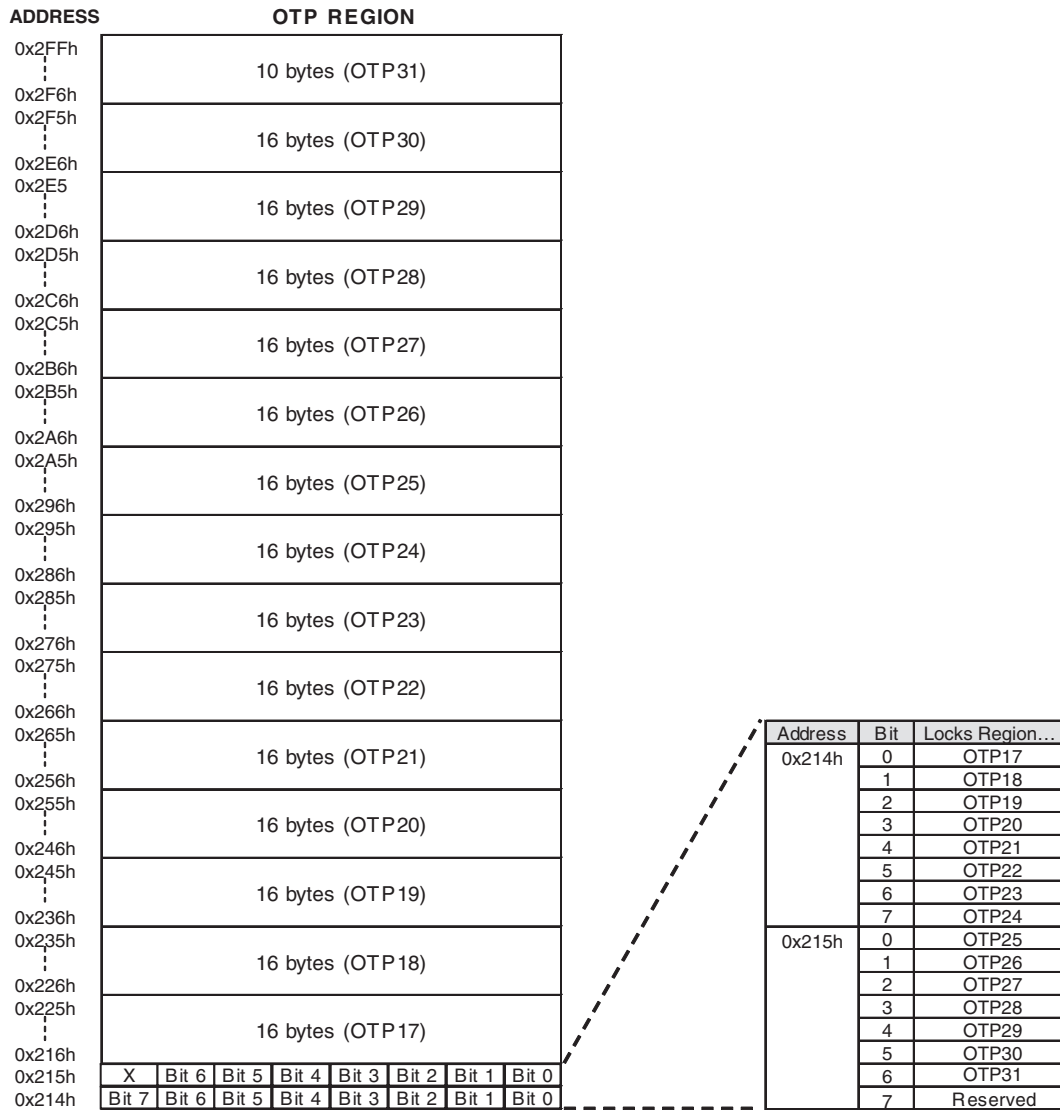 ADDRESS OTP REGION
0x2FFh
10 bytes (OTP31)
0x2F6h
0x2F5h
16 bytes (OTP30)
0x2E6h
0x2E5
16 bytes (OTP29)
0x2D6h
0x2D5h
16 bytes (OTP28)
0x2C6h
0x2C5h
16 bytes (OTP27)
0x2B6h
0x2B5h
16 bytes (OTP26)
0x2A6h
0x2A5h
16 bytes (OTP25)
0x296h
0x295h
16 bytes (OTP24)
0x286h
0x285h
16 bytes (OTP23)
0x276h
0x275h
16 bytes (OTP22)
0x266h
0x265h
16 bytes (OTP21)
0x256h
0x255h
16 bytes (OTP20)
0x246h
0x245h
16 bytes (OTP19)
0x236h
0x235h
16 bytes (OTP18)
0x226h
0x225h
16 bytes (OTP17)
0x216h
0x215h X Bit 6 Bit 5 Bit 4 Bit 3 Bit 2 Bit 1 Bit 0
0x214h Bit 7 Bit 6 Bit 5 Bit 4 Bit 3 Bit 2 Bit 1 Bit 0
Address Bit Locks Region…
0x214h 0 OTP17
1 OTP18
2 OTP19
3 OTP20
4 OTP21
5 OTP22
6 OTP23
7 OTP24
0x215h 0 OTP25
1 OTP26
2 OTP27
3 OTP28
4 OTP29
5 OTP30
6 OTP31
7 Reserved